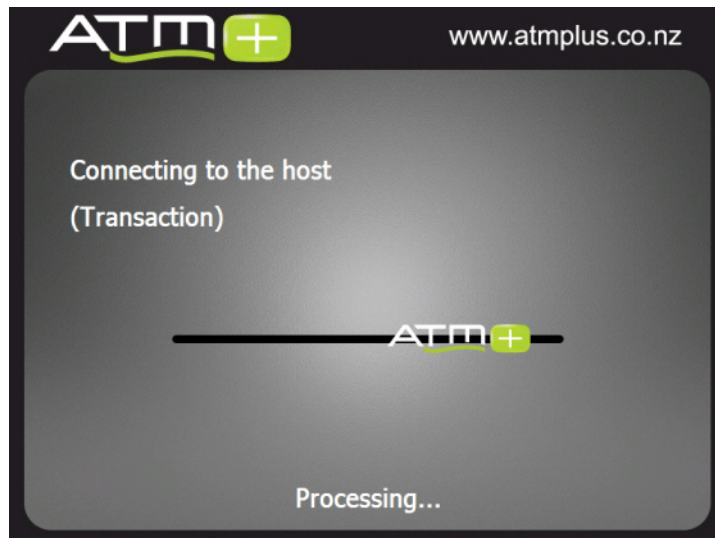 ATM+
www.atmplus.co.nz
Connecting to the host
(Transaction)
ATM+
Processing...